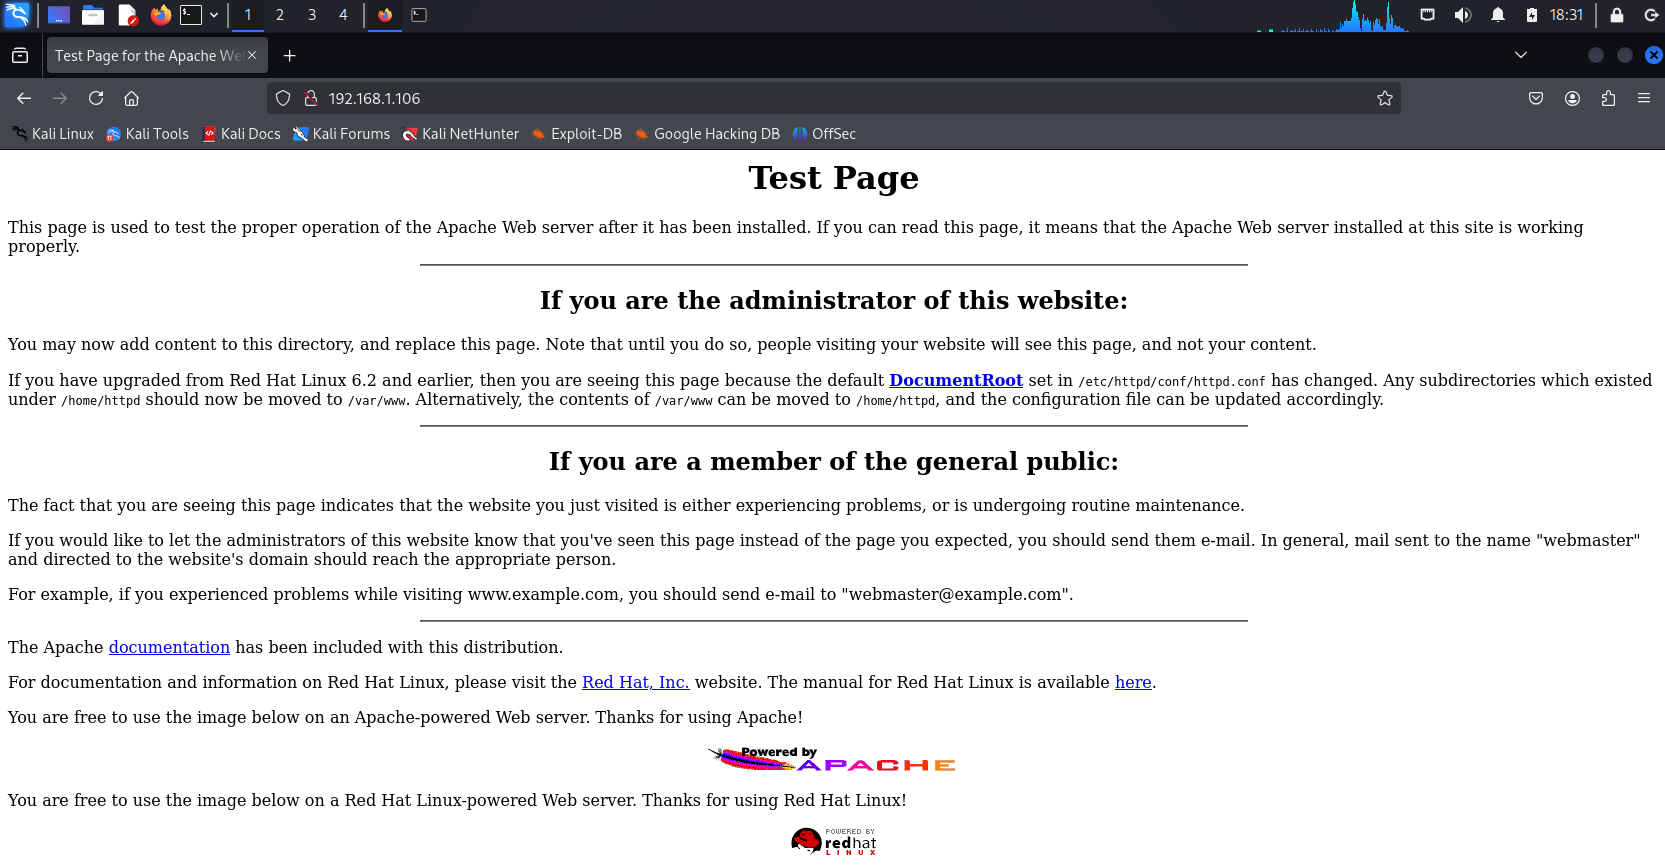 1 2 3 4 18:31
Test Page for the Apache We
192.168.1.106
Kali Linux Kali Tools Kali Docs Kali Forums Kali NetHunter Exploit-DB Google Hacking DB OffSec
Test Page
This page is used to test the proper operation of the Apache Web server after it has been installed. If you can read this page, it means that the Apache Web server installed at this site is working
properly.
If you are the administrator of this website:
You may now add content to this directory, and replace this page. Note that until you do so, people visiting your website will see this page, and not your content.
If you have upgraded from Red Hat Linux 6.2 and earlier, then you are seeing this page because the default DocumentRoot set in /etc/httpd/conf/httpd.conf has changed. Any subdirectories which existed
under /home/httpd should now be moved to /var/www. Alternatively, the contents of /var/www can be moved to /home/httpd, and the configuration file can be updated accordingly.
If you are a member of the general public:
The fact that you are seeing this page indicates that the website you just visited is either experiencing problems, or is undergoing routine maintenance.
If you would like to let the administrators of this website know that you've seen this page instead of the page you expected, you should send them e-mail. In general, mail sent to the name "webmaster"
and directed to the website's domain should reach the appropriate person.
For example, if you experienced problems while visiting www.example.com, you should send e-mail to "webmaster@example.com".
The Apache documentation has been included with this distribution.
For documentation and information on Red Hat Linux, please visit the Red Hat, Inc. website. The manual for Red Hat Linux is available here.
You are free to use the image below on an Apache-powered Web server. Thanks for using Apache!
Powered by
APACHE
You are free to use the image below on a Red Hat Linux-powered Web server. Thanks for using Red Hat Linux!
POWERED BY
redhat
LINUX